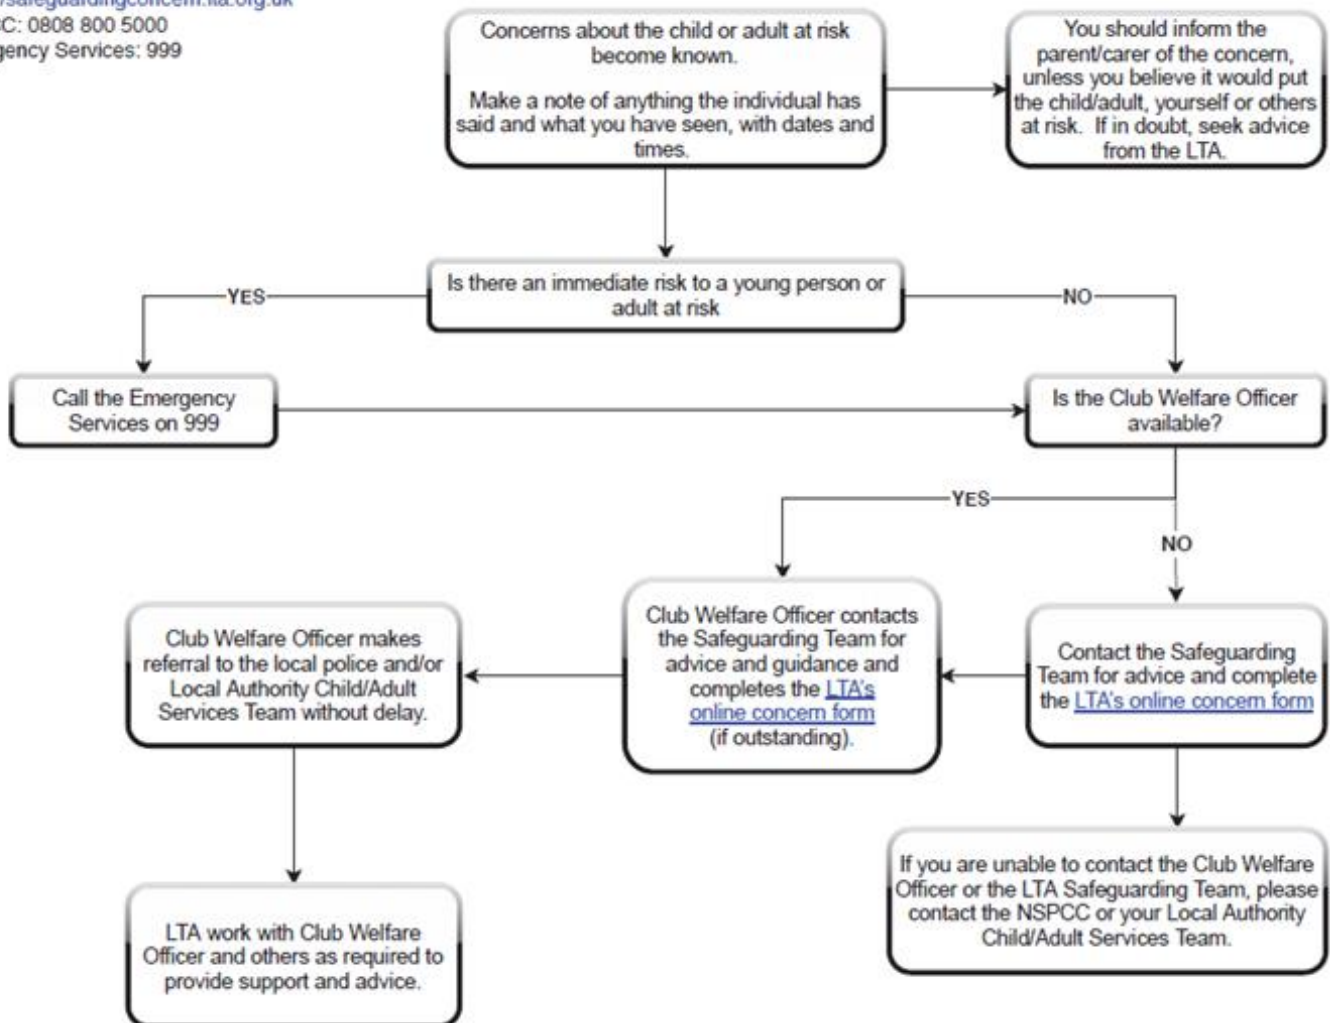 safeguardingconcern.lta.org.uk
C: 0808 800 5000
gency Services: 999
Concerns about the child or adult at risk
become known.
Make a note of anything the individual has
said and what you have seen, with dates and
times.
You should inform the
parent/carer of the concern,
unless you believe it would put
the child/adult, yourself or others
at risk. If in doubt, seek advice
from the LTA.
Is there an immediate risk to a young person or
adult at risk
YES
NO
Call the Emergency
Services on 999
Is the Club Welfare Officer
available?
YES
NO
Club Welfare Officer makes
referral to the local police and/or
Local Authority Child/Adult
Services Team without delay.
Club Welfare Officer contacts
the Safeguarding Team for
advice and guidance and
completes the LTA's
online concern form
(if outstanding).
Contact the Safeguarding
Team for advice and complete
the LTA's online concern form
If you are unable to contact the Club Welfare
Officer or the LTA Safeguarding Team, please
contact the NSPCC or your Local Authority
Child/Adult Services Team.
LTA work with Club Welfare
Officer and others as required to
provide support and advice.